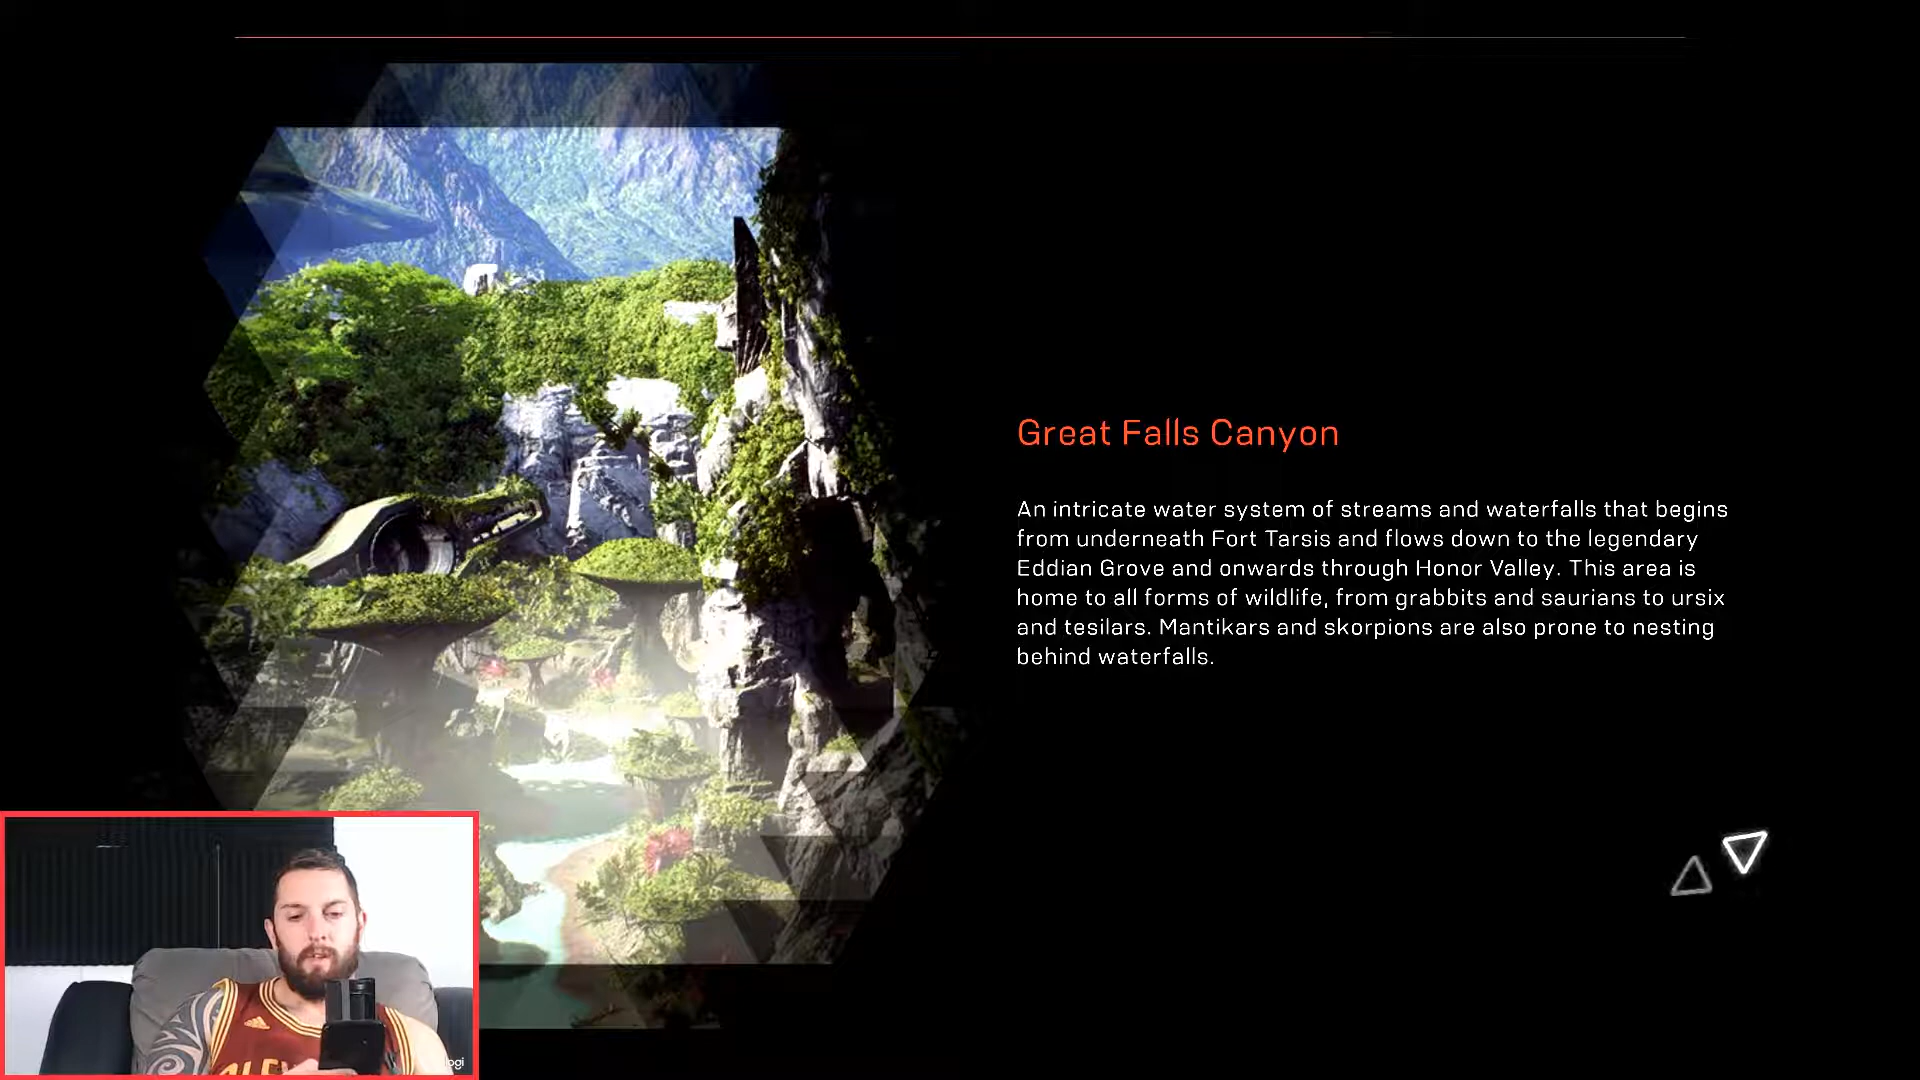 Great Falls Canyon
An intricate water system of streams and waterfalls that begins
from underneath Fort Tarsis and flows down to the legendary
Eddian Grove and onwards through Honor Valley. This area is
home to all forms of wildlife, from grabbits and saurians to ursix
and tesilars. Mantikars and skorpions are also prone to nesting
behind waterfalls.